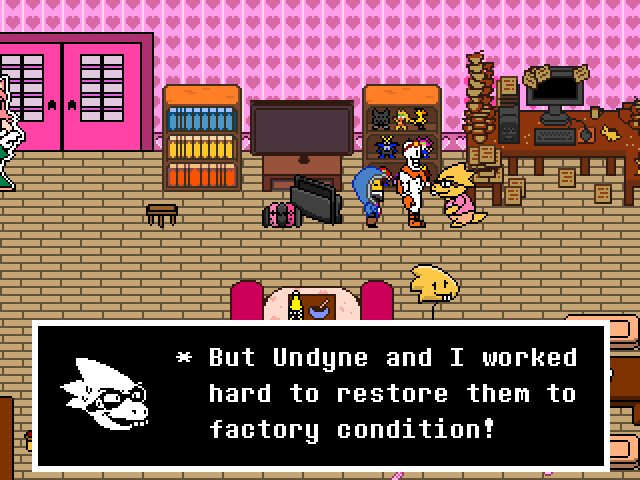 * But Undyne and I worked
hard to restore them to
factory condition!